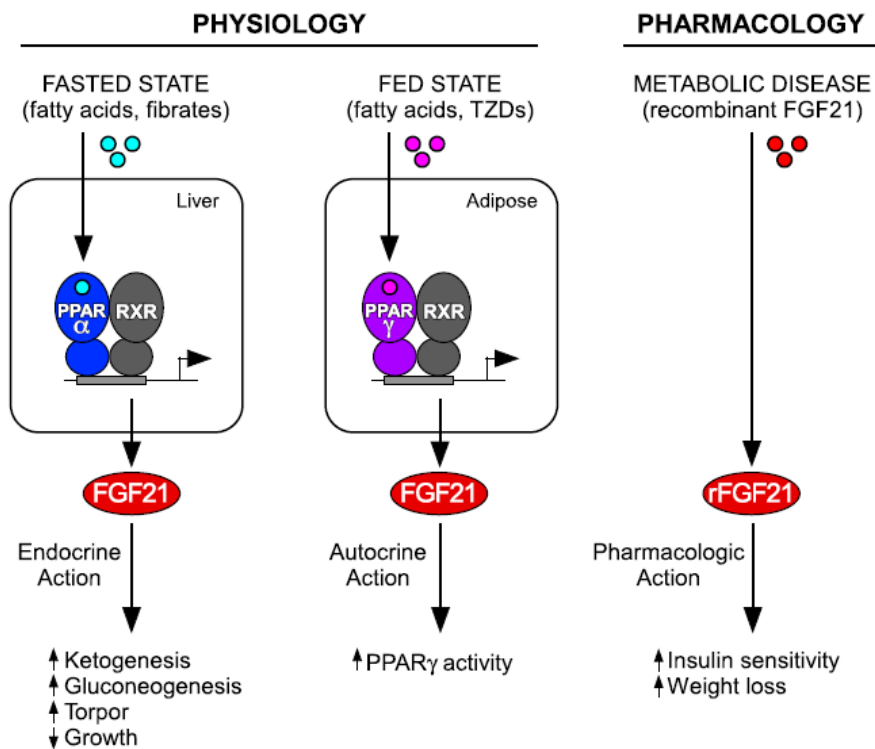 PHYSIOLOGY
PHARMACOLOGY
FASTED STATE
(fatty acids, fibrates)
FED STATE
(fatty acids, TZDs)
METABOLIC DISEASE
(recombinant FGF21)
Liver
PPAR
α
RXR
Adipose
PPAR
γ
RXR
FGF21
FGF21
rFGF21
Endocrine
Action
Autocrine
Action
Pharmacologic
Action
Ketogenesis
Gluconeogenesis
Torpor
Growth
PPARγ activity
Insulin sensitivity
Weight loss